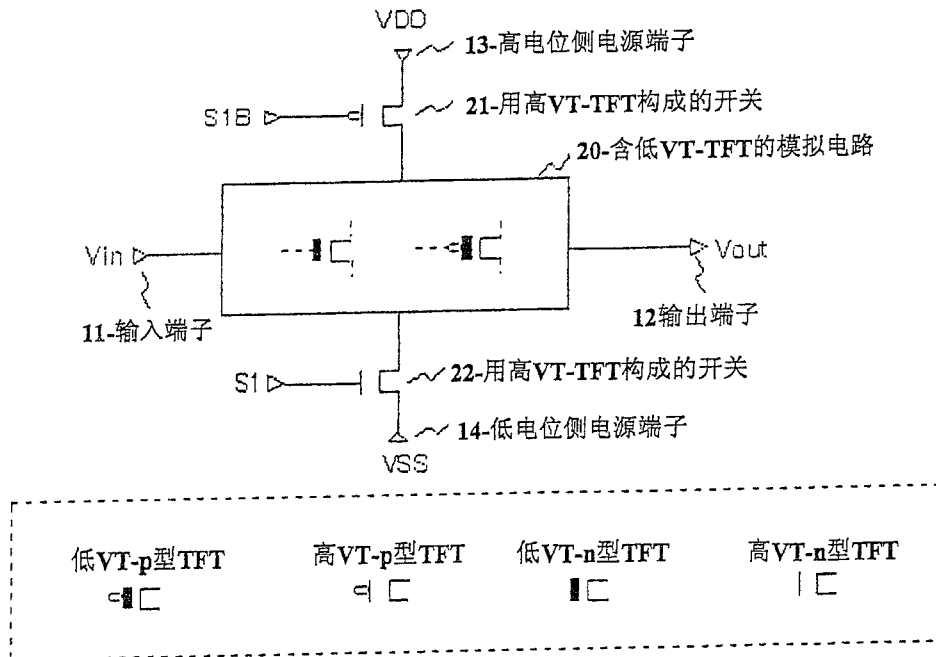 VDD
13-高电位侧电源端子
S1B
21-用高VT-TFT构成的开关
20-含低VT-TFT的模拟电路
Vin
Vout
11-输入端子
12输出端子
S1
22-用高VT-TFT构成的开关
14-低电位侧电源端子
VSS
低VT-p型TFT
高VT-p型TFT
低VT-n型TFT
高VT-n型TFT